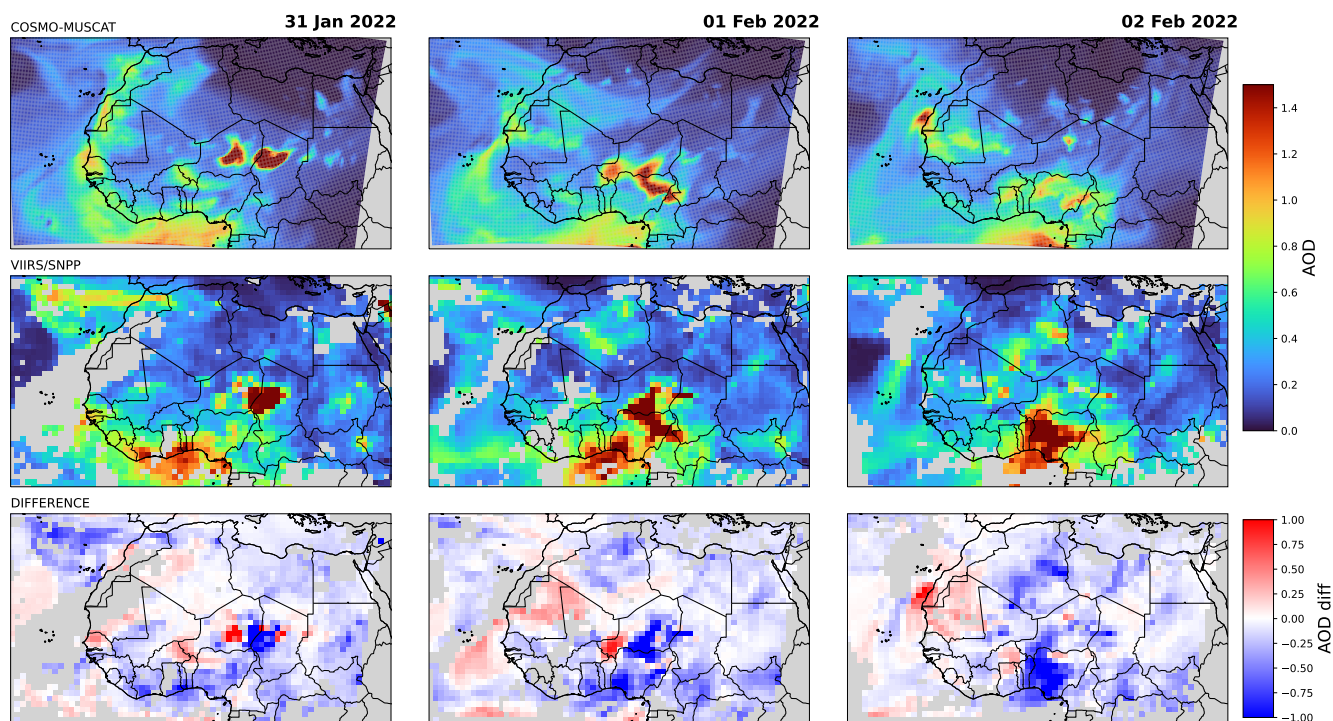 31 Jan 2022
01 Feb 2022
02 Feb 2022
COSMO-MUSCAT
1.4
1.2
1.0
0.8
0.6
0.4
0.2
0.0
AOD
VIIRS/SNPP
DIFFERENCE
1.00
0.75
0.50
0.25
0.00
−0.25
−0.50
−0.75
−1.00
AOD diff